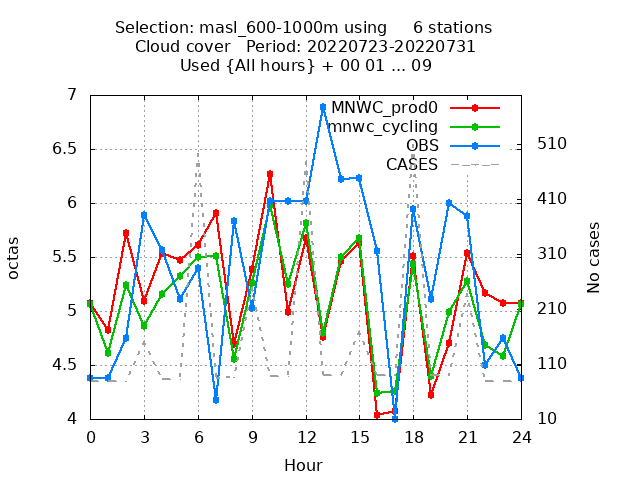 Selection: masl_600-1000m using     6 stations
Cloud cover   Period: 20220723-20220731
Used {All hours} + 00 01 ... 09
7
6.5
6
5.5
5
4.5
4
octas
MNWC_prod0
mnwc_cycling
OBS
CASES
510
410
310
210
110
10
No cases
0 3 6 9 12 15 18 21 24
Hour